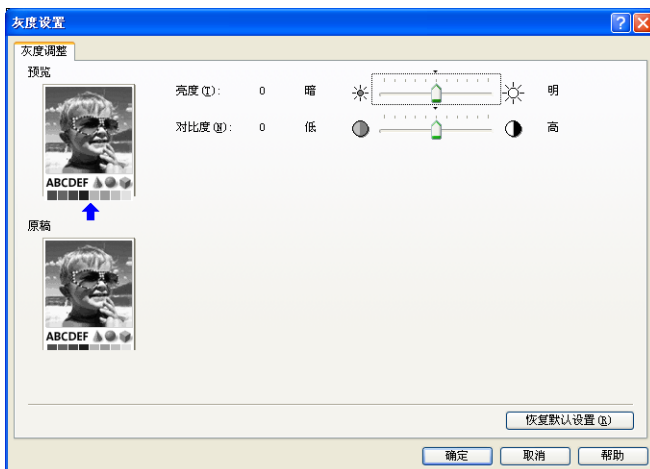 灰度设置
灰度调整
预览
亮度(T): 0 暗 明
对比度(N): 0 低 高
ABCDEF
原稿
ABCDEF
恢复默认设置(R)
确定 取消 帮助